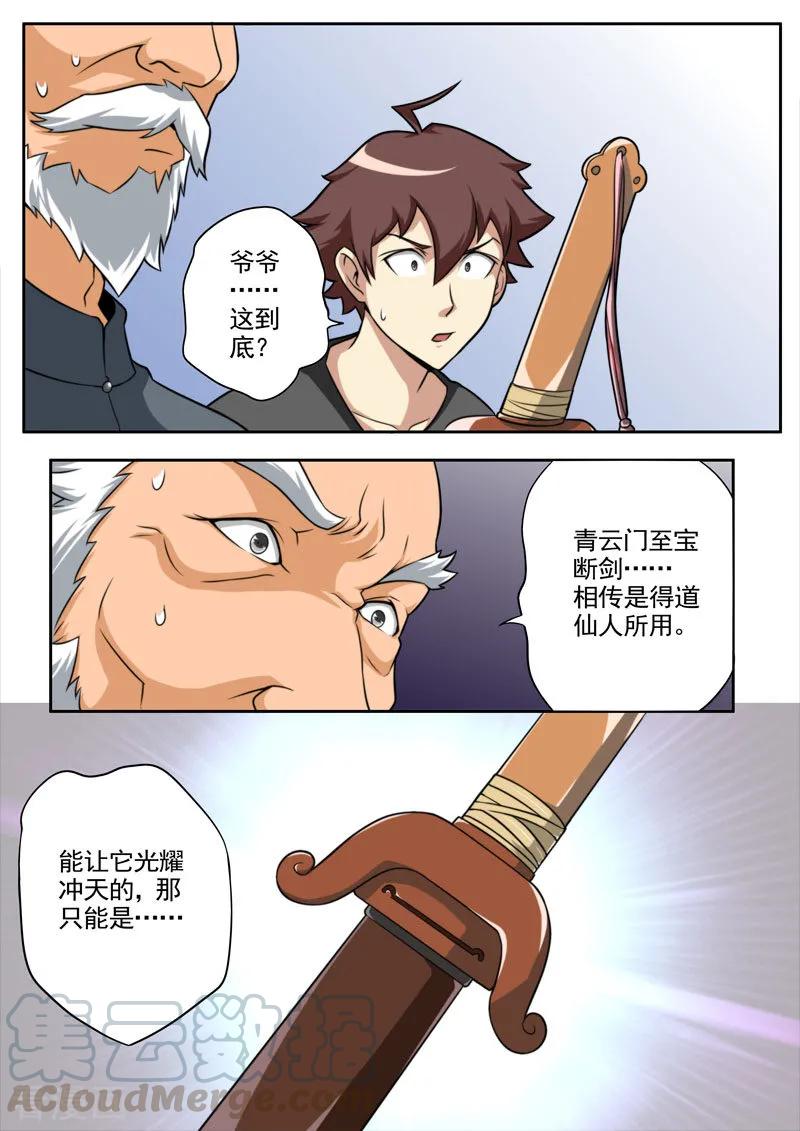 爷爷
……
这到
底？
青云门至宝
断剑……
相传是得道
仙人所用。
能让它光耀
冲天的，那
只能是……
集云数据
ACloudMerge.com